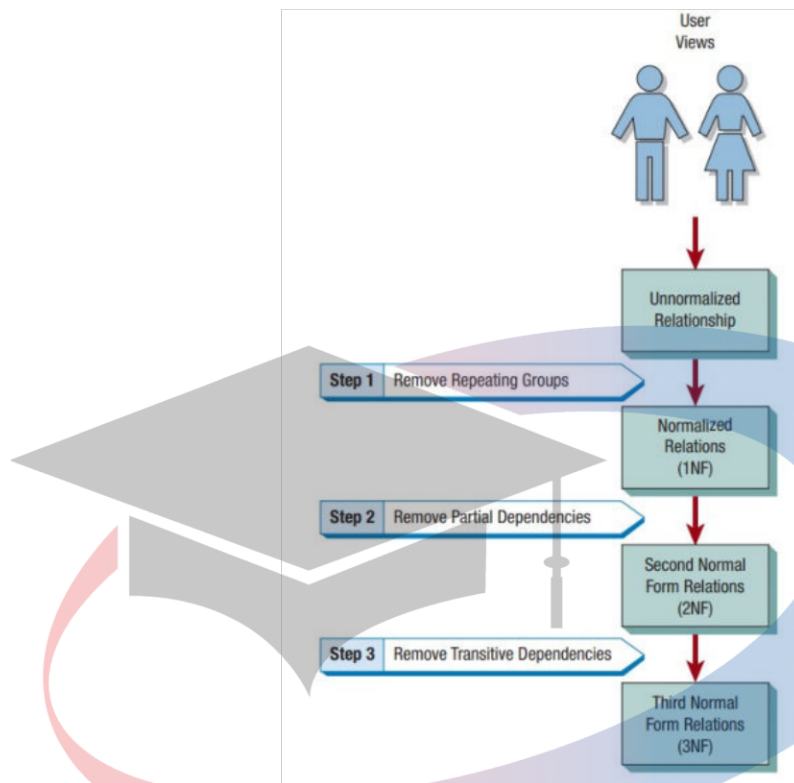 User
Views
Unnormalized
Relationship
Step 1 Remove Repeating Groups
Normalized
Relations
(1NF)
Step 2 Remove Partial Dependencies
Second Normal
Form Relations
(2NF)
Step 3 Remove Transitive Dependencies
Third Normal
Form Relations
(3NF)